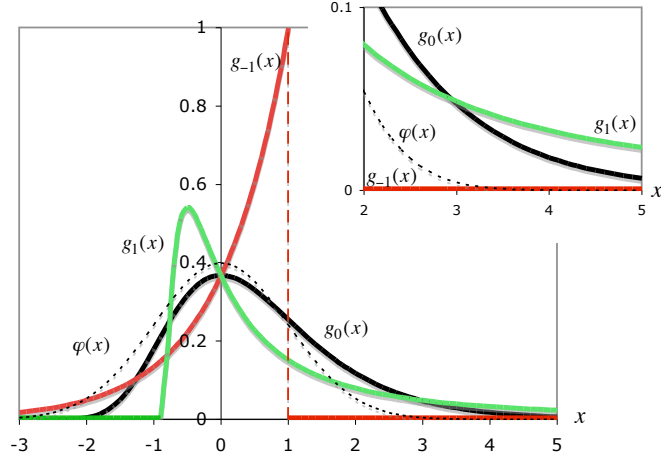 1
g₋₁(x)
0.8
0.6
g₁(x)
0.4
φ(x)
0.2
g₀(x)
0
-3 -2 -1 0 1 2 3 4 5 x
0.1
g₀(x)
g₁(x)
φ(x)
g₋₁(x)
0
2 3 4 5 x